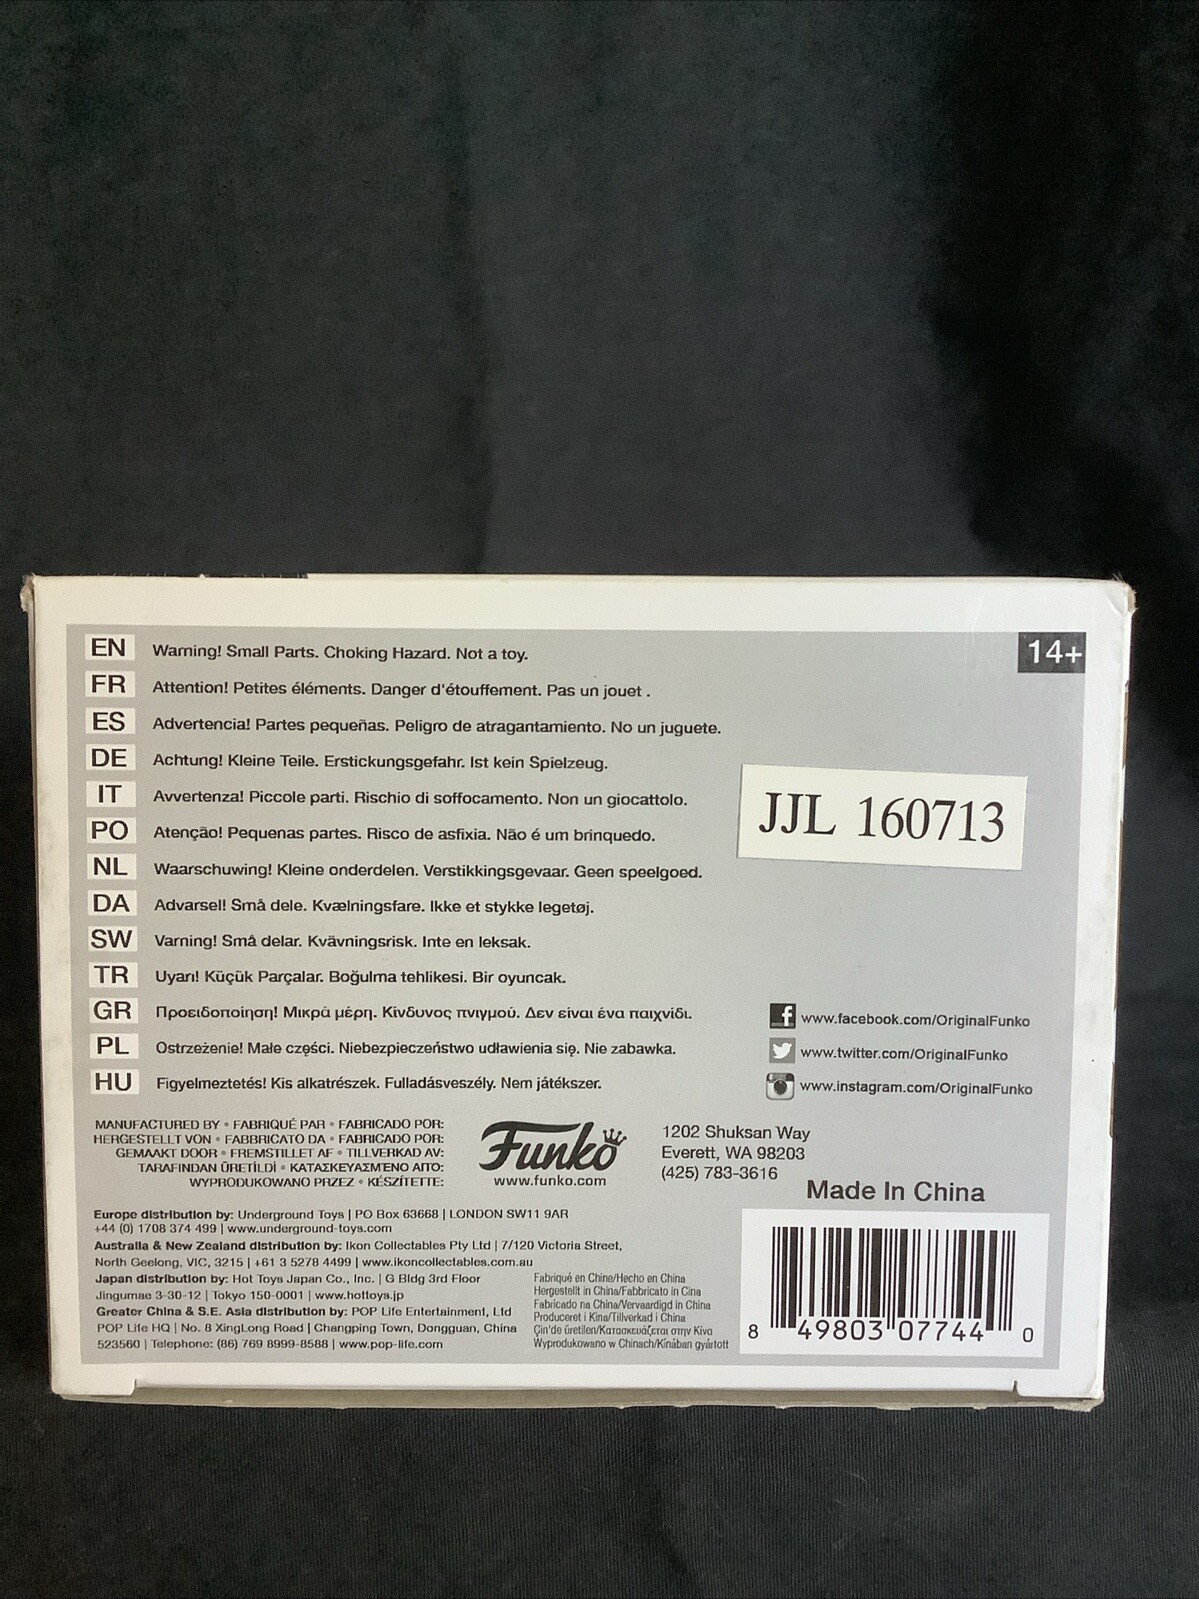 EN Warning! Small Parts. Choking Hazard. Not a toy.
14+
FR Attention! Petites éléments. Danger d'étouffement. Pas un jouet .
ES Advertencia! Partes pequeñas. Peligro de atragantamiento. No un juguete.
DE Achtung! Kleine Teile. Erstickungsgefahr. Ist kein Spielzeug.
IT Avvertenza! Piccole parti. Rischio di soffocamento. Non un giocattolo.
PO Atenção! Pequenas partes. Risco de asfixia. Não é um brinquedo.
NL Waarschuwing! Kleine onderdelen. Verstikkingsgevaar. Geen speelgoed.
DA Advarsel! Små dele. Kvælningsfare. Ikke et stykke legetøj.
SW Varning! Små delar. Kvävningsrisk. Inte en leksak.
TR Uyarı! Küçük Parçalar. Boğulma tehlikesi. Bir oyuncak.
GR Προειδοποίηση! Μικρά μέρη. Κίνδυνος πνιγμού. Δεν είναι ένα παιχνίδι.
PL Ostrzeżenie! Małe części. Niebezpieczeństwo udławienia się. Nie zabawka.
HU Figyelmeztetés! Kis alkatrészek. Fulladásveszély. Nem játékszer.
JJL 160713
www.facebook.com/OriginalFunko
www.twitter.com/OriginalFunko
www.instagram.com/OriginalFunko
MANUFACTURED BY • FABRIQUÉ PAR • FABRICADO POR:
HERGESTELLT VON • FABBRICATO DA • FABRICADO POR:
GEMAAKT DOOR • FREMSTILLET AF • TILLVERKAD AV:
TARAFINDAN ÜRETİLDİ • ΚΑΤΑΣΚΕΥΑΣΜΈΝΟ ΑΠΌ:
WYPRODUKOWANO PRZEZ • KÉSZÍTETTE:
Funko
www.funko.com
1202 Shuksan Way
Everett, WA 98203
(425) 783-3616
Made In China
Europe distribution by: Underground Toys | PO Box 63668 | LONDON SW11 9AR
+44 (0) 1708 374 499 | www.underground-toys.com
Australia & New Zealand distribution by: Ikon Collectables Pty Ltd | 7/120 Victoria Street,
North Geelong, VIC, 3215 | +61 3 5278 4499 | www.ikoncollectables.com.au
Japan distribution by: Hot Toys Japan Co., Inc. | G Bldg 3rd Floor
Jingumae 3-30-12 | Tokyo 150-0001 | www.hottoys.jp
Greater China & S.E. Asia distribution by: POP Life Entertainment, Ltd
POP Life HQ | No. 8 XingLong Road | Changping Town, Dongguan, China
523560 | Telephone: (86) 769 8999-8588 | www.pop-life.com
Fabriqué en Chine/Hecho en China
Hergestellt in China/Fabbricato in Cina
Fabricado na China/Vervaardigd in China
Produceret i Kina/Tillverkad i China
Çin'de üretilen/Κατασκευάζεται στην Κίνα
Wyprodukowano w Chinach/Kínában gyártott
8 49803 07744 0